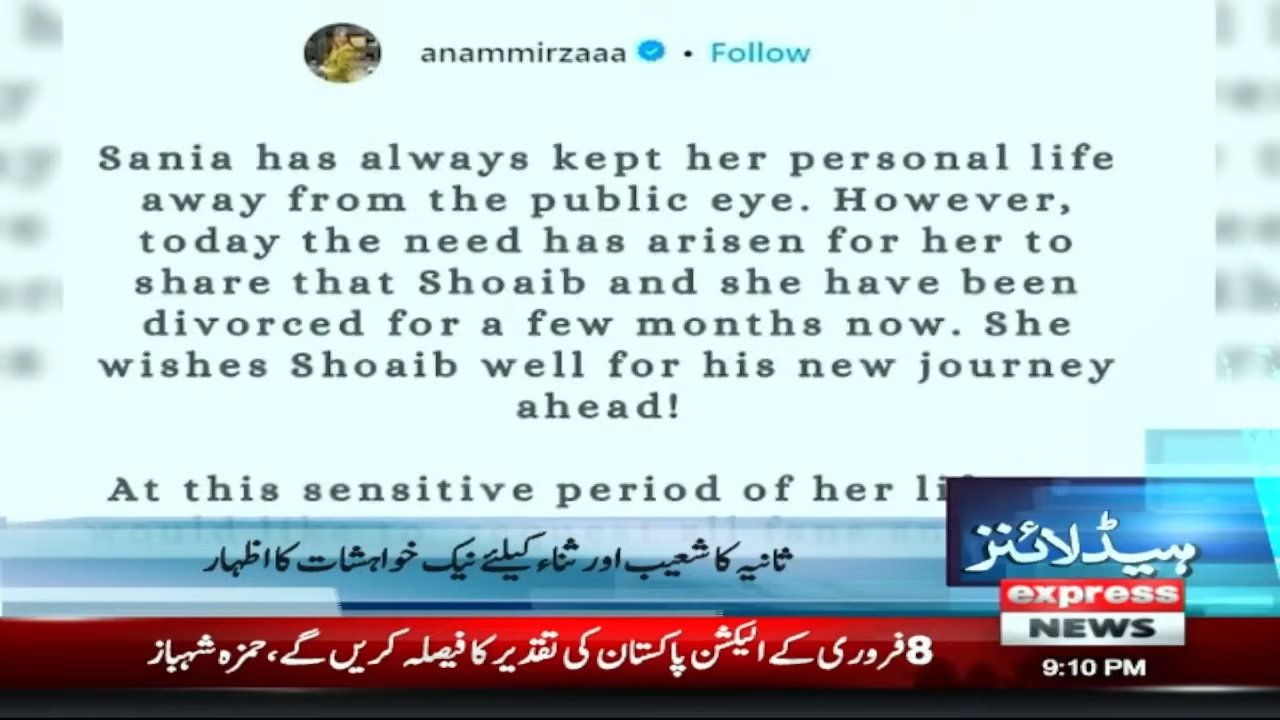 anammirzaaa • Follow
Sania has always kept her personal life
away from the public eye. However,
today the need has arisen for her to
share that Shoaib and she have been
divorced for a few months now. She
wishes Shoaib well for his new journey
ahead!
At this sensitive period of her
ثانیہ کا شعیب اور ثناء کیلئے نیک خواہشات کا اظہار
ہیڈلائنز
express
NEWS
8 فروری کے الیکشن پاکستان کی تقدیر کا فیصلہ کریں گے، حمزہ شہباز
9:10 PM